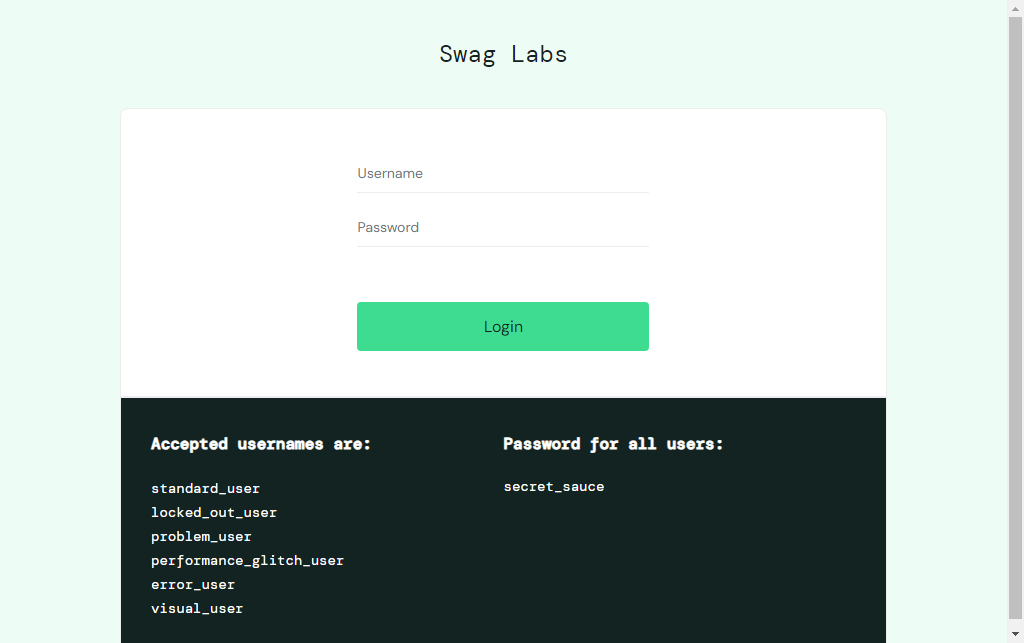 Swag Labs
Username
Password
Login
Accepted usernames are:
standard_user
locked_out_user
problem_user
performance_glitch_user
error_user
visual_user
Password for all users:
secret_sauce